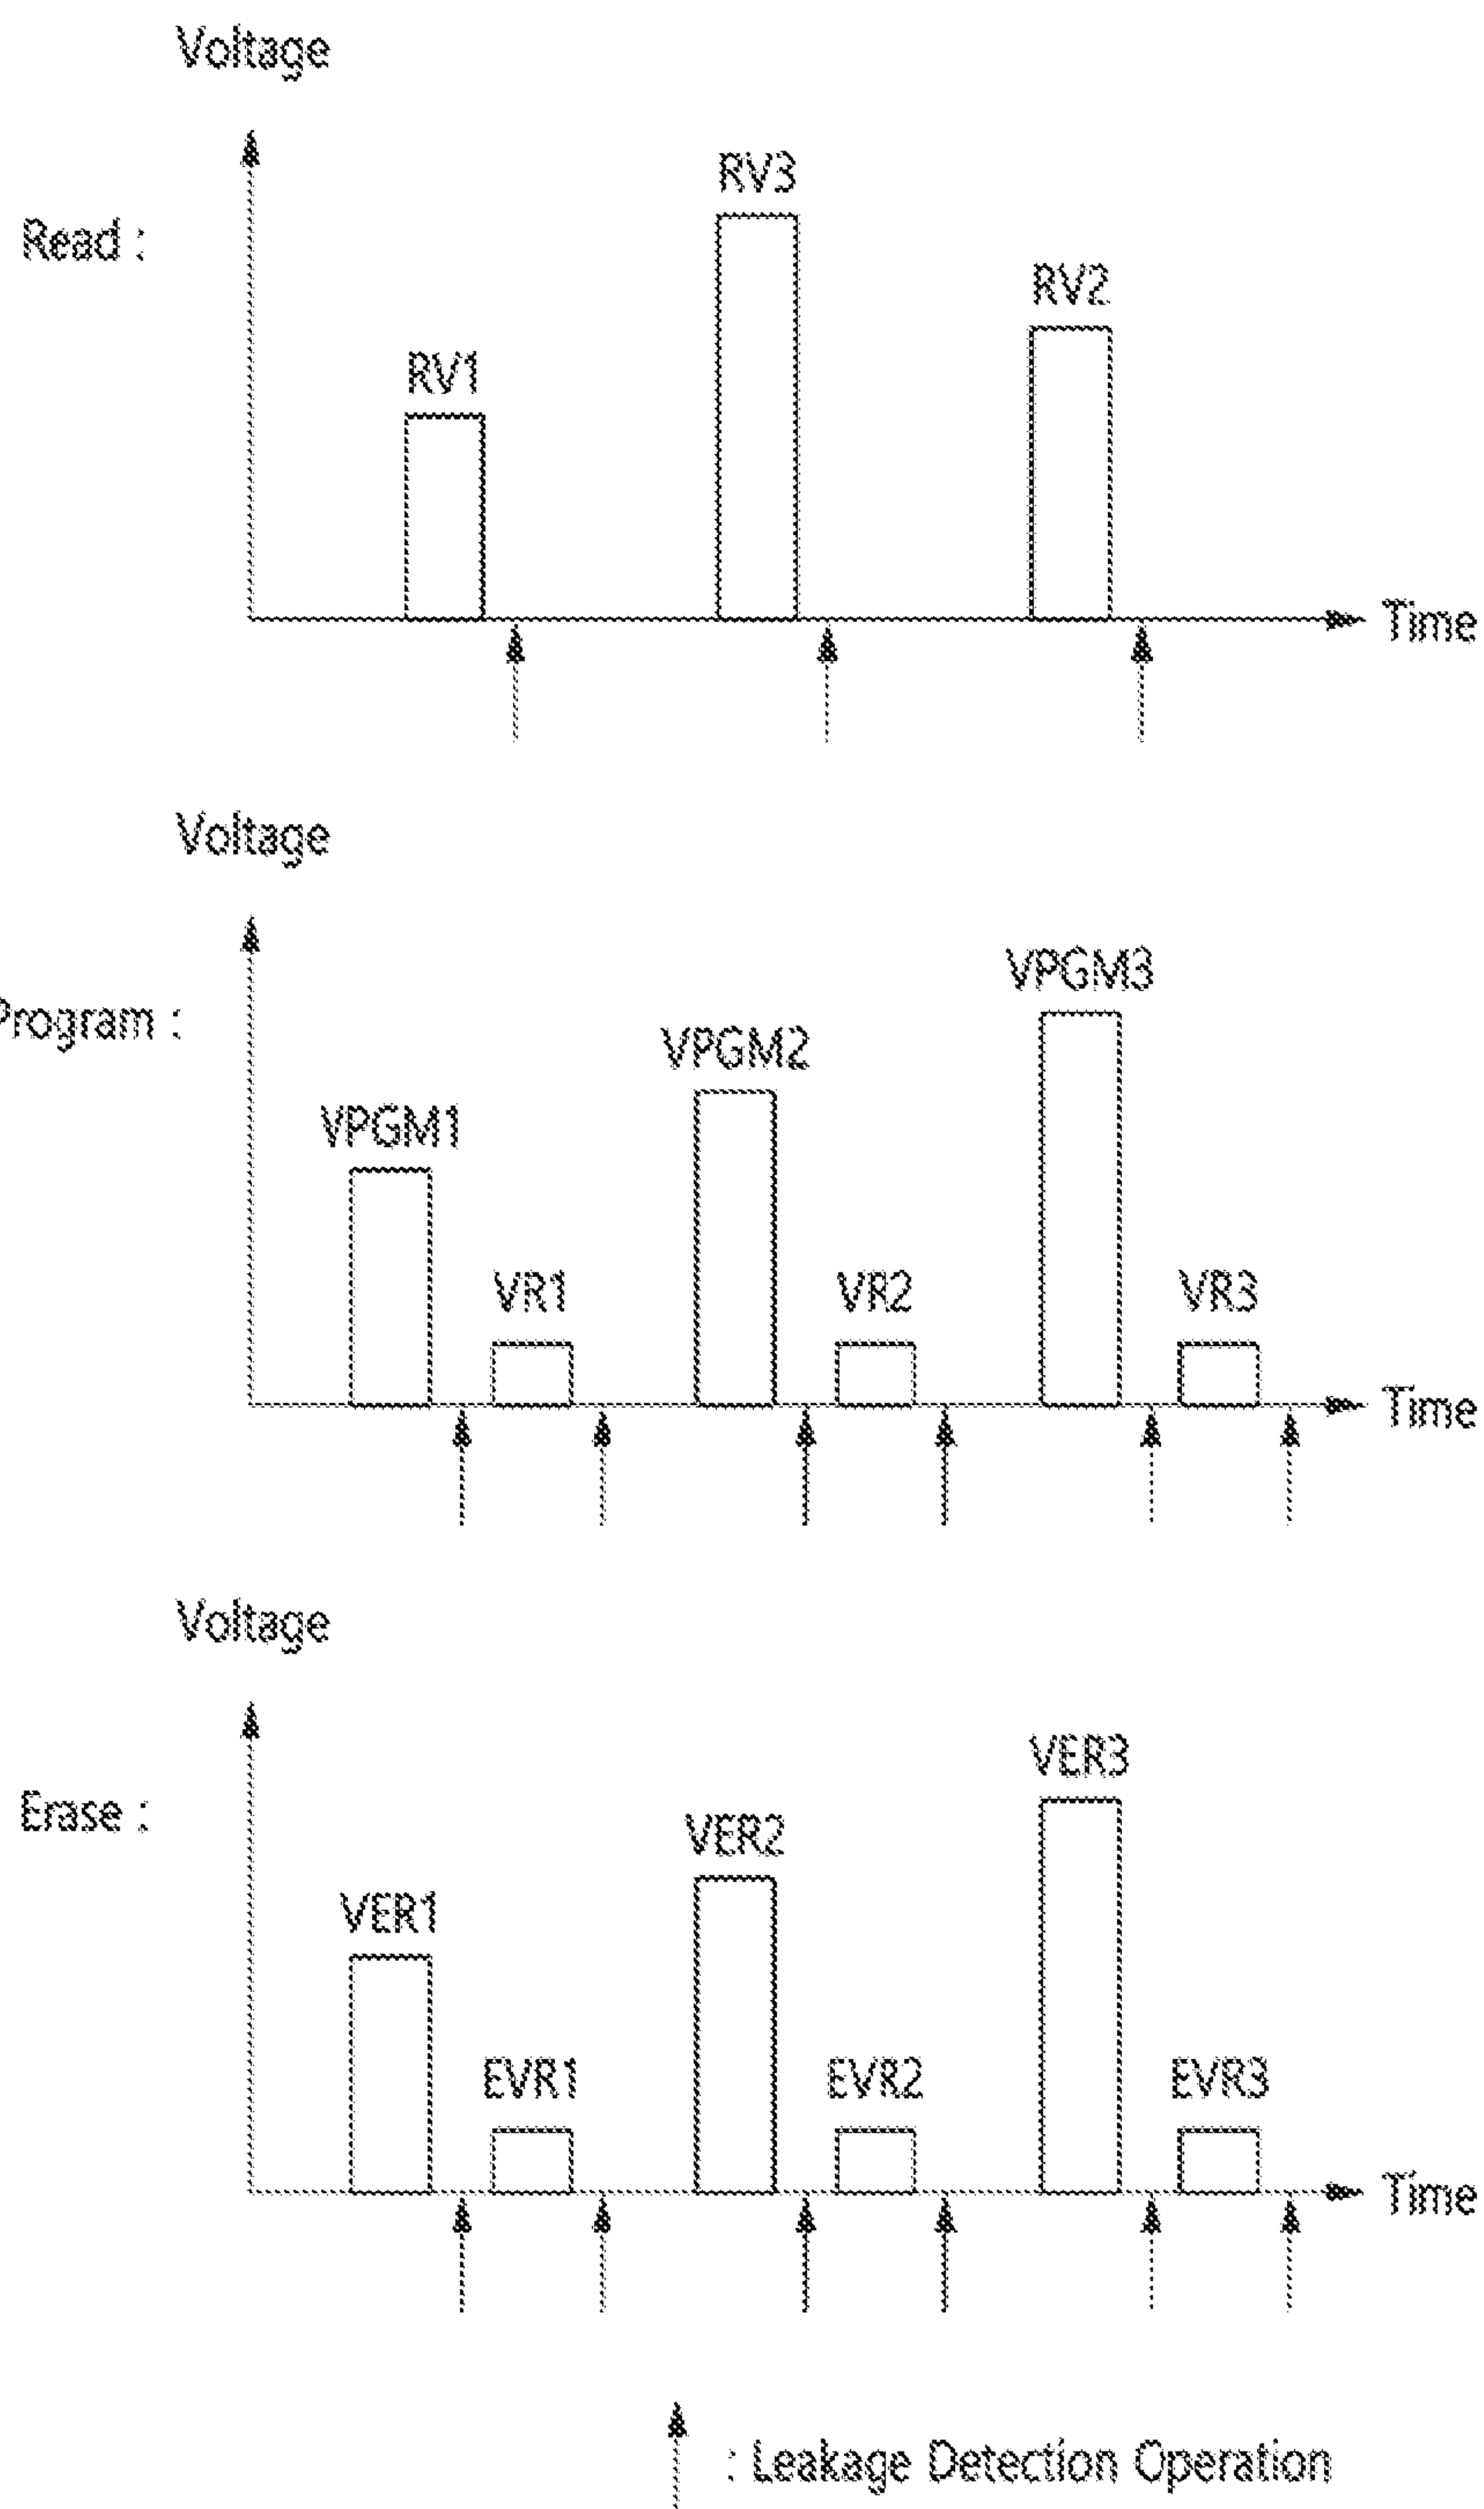 Voltage
Read :
RV1
RV3
RV2
Time
Voltage
Program :
VPGM1
VR1
VPGM2
VR2
VPGM3
VR3
Time
Voltage
Erase :
VER1
EVR1
VER2
EVR2
VER3
EVR3
Time
: Leakage Detection Operation